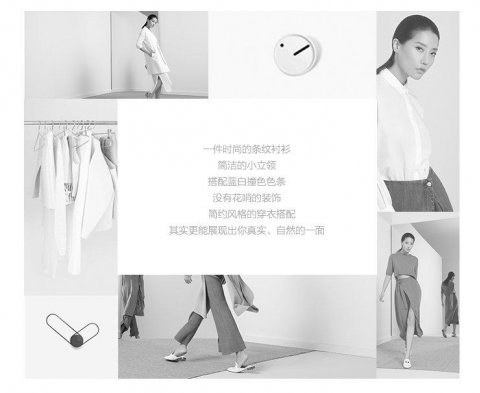 一件时尚的条纹衬衫
简洁的小立领
搭配蓝白撞色色条
没有花哨的装饰
简约风格的穿衣搭配
其实更能展现出你真实、自然的一面